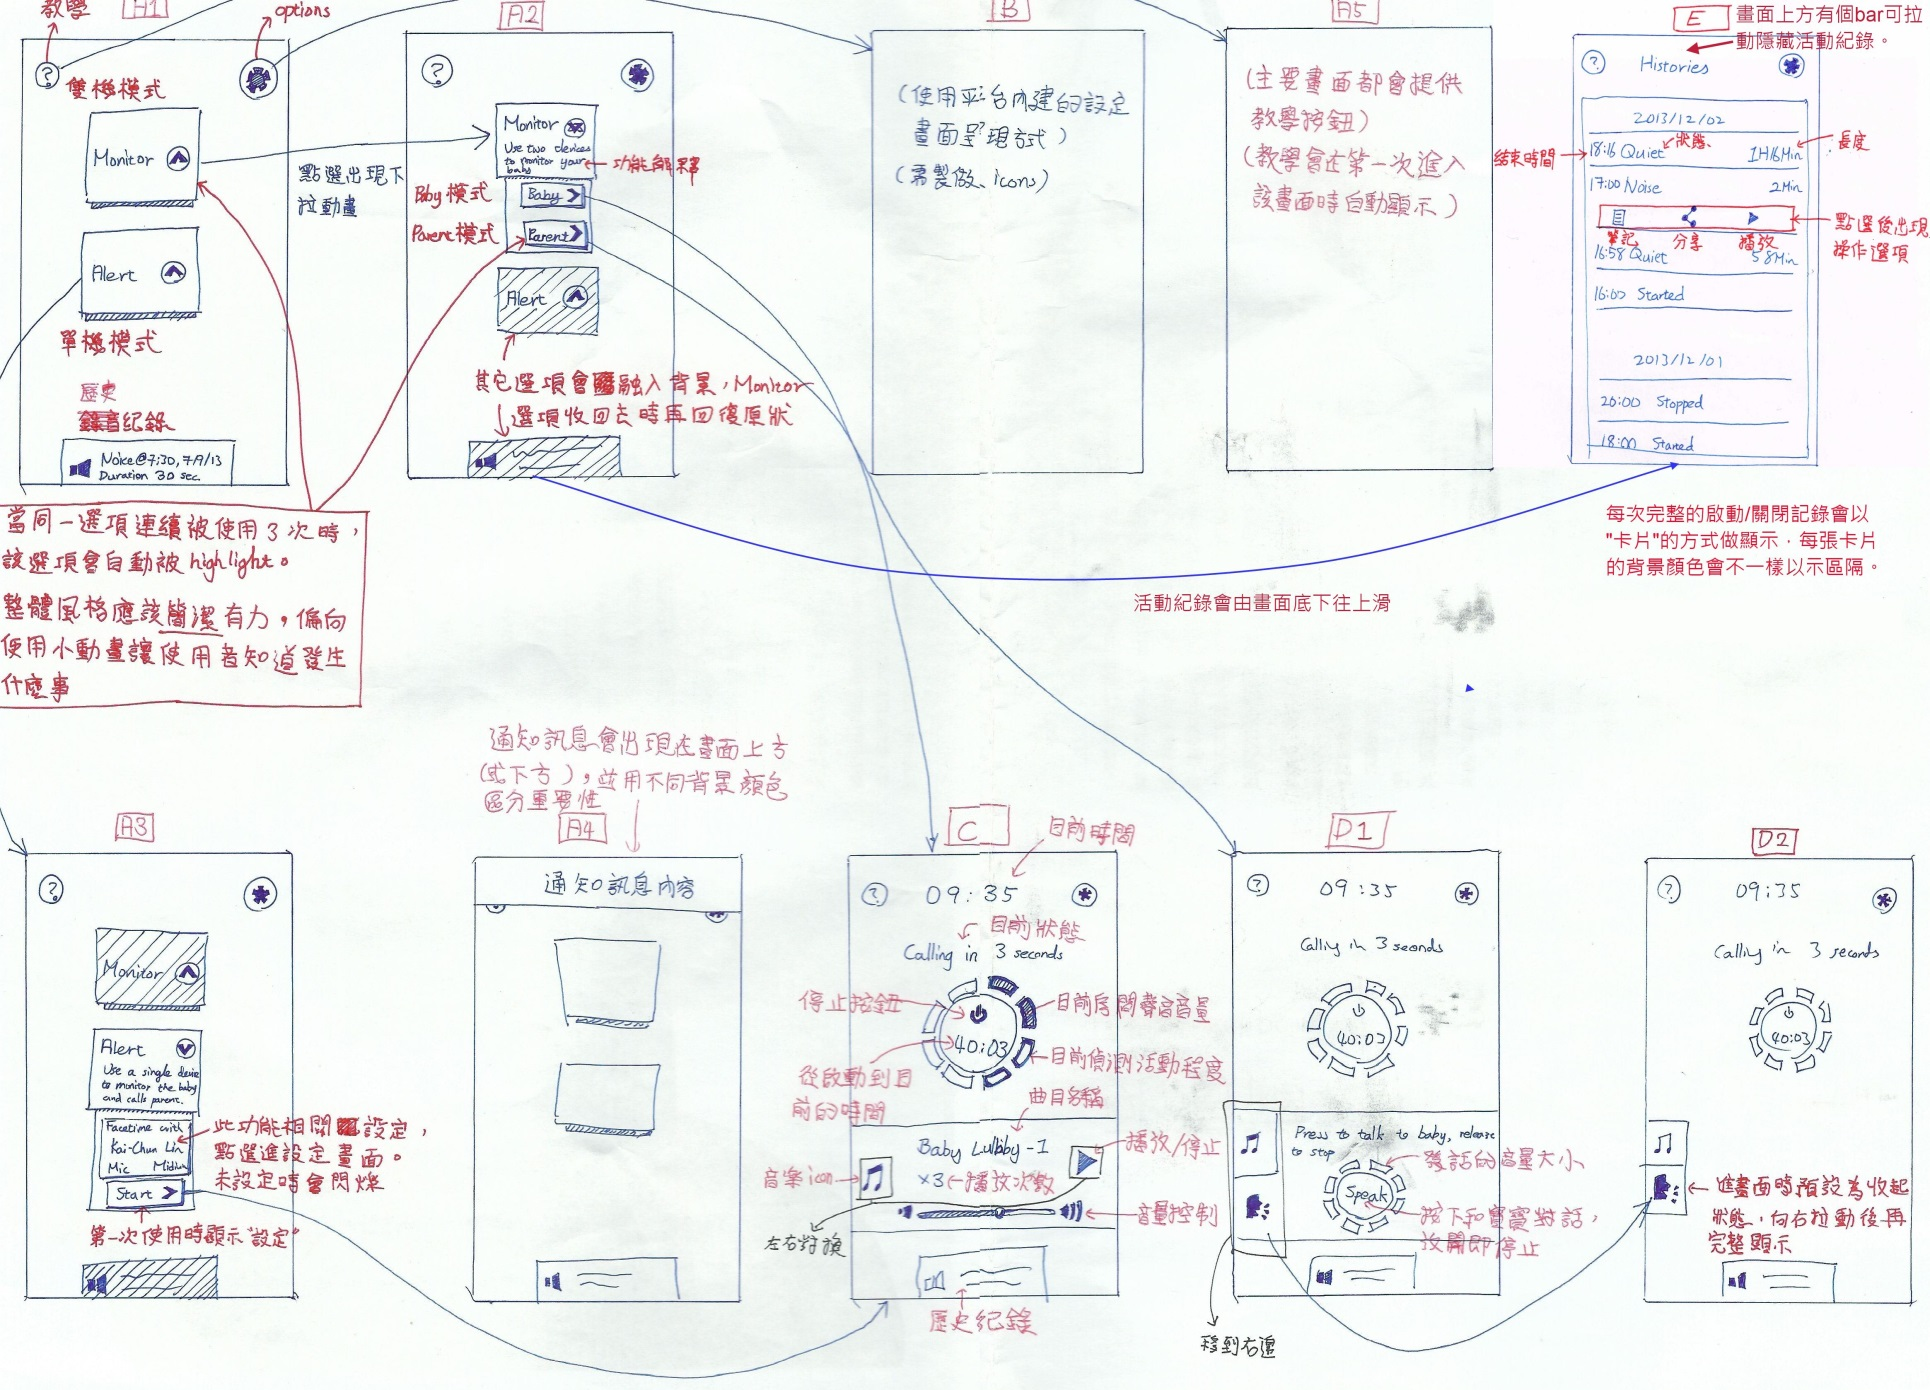 教學
A1
options
?
雙機模式
Monitor
Alert
單機模式
歷史
紀錄
Noice@7:30, 7/9/13
Duration 30 sec.
當同一選項連續被使用3次時，
該選項會自動被highlight。
整體風格應該簡潔有力，偏向
使用小動畫讓使用者知道發生
什麼事
點選出現下
拉動畫
A2
?
Monitor
Use two devices
to monitor your
baby
功能解釋
Baby模式
Baby >
Parent模式
Parent >
Alert
其它選項會融入背景，Monitor
選項收回去時再回復原狀
B
(使用平台內建的設定
畫面呈現方式)
(需製做icons)
A5
(主要畫面都會提供
教學按鈕)
(教學會在第一次進入
該畫面時自動顯示)
E
畫面上方有個bar可拉
動隱藏活動紀錄。
?
Histories
2013/12/02
狀態
結束時間
18:16 Quiet
1H16Min
長度
17:00 Noise
2Min
筆記
分享
播放
點選後出現
操作選項
16:58 Quiet
58Min
16:00 Started
2013/12/01
20:00 Stopped
18:00 Started
每次完整的啟動/關閉記錄會以
"卡片"的方式做顯示，每張卡片
的背景顏色會不一樣以示區隔。
活動紀錄會由畫面底下往上滑
A3
?
Monitor
Alert
Use a single device
to monitor the baby
and calls parent.
Facetime with
Kai-Chun Lin
Mic
Start >
此功能相關設定，
點選進設定畫面。
未設定時會閃爍
第一次使用時顯示"設定"
通知訊息會出現在畫面上方
(或下方)，並用不同背景顏色
區分重要性
A4
通知訊息內容
C
目前時間
?
09:35
目前狀態
Calling in 3 seconds
停止按鈕
目前房間聲音音量
40:03
目前偵測活動程度
從啟動到目
前的時間
曲目名稱
Baby Lullaby-1
播放/停止
音樂icon
×3
播放次數
音量控制
左右對換
歷史紀錄
D1
?
09:35
Calling in 3 seconds
40:03
Press to talk to baby, release
to stop
發話的音量大小
Speak
按下和寶寶對話，
放開即停止
移到右邊
D2
?
09:35
Calling in 3 seconds
40:03
進畫面時預設為收起
狀態，向右拉動後再
完整顯示